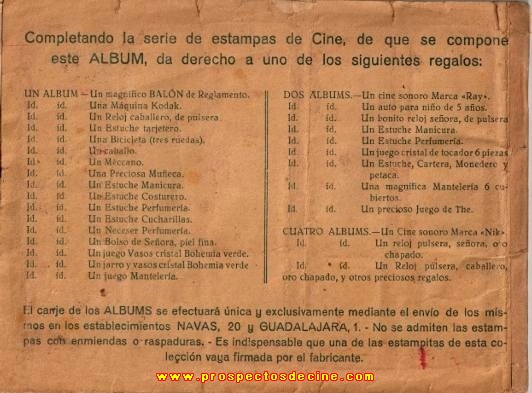 Completando la serie de estampas de Cine, de que se compone
este ALBUM, da derecho a uno de los siguientes regalos:
UN ALBUM.—Un magnífico BALÓN de Reglamento.
Id. id. Una Máquina Kodak.
Id. id. Un Reloj caballero, de pulsera.
Id. id. Un Estuche tarjetero.
Id. id. Una Bicicleta (tres ruedas).
Id. id. Un caballo.
Id. id. Un Meccano.
Id. id. Una Preciosa Muñeca.
Id. id. Un Estuche Manicura.
Id. id. Un Estuche Costurero.
Id. id. Un Estuche Perfumería.
Id. id. Un Estuche Cucharillas.
Id. id. Un Neceser Perfumería.
Id. id. Un Bolso de Señora, piel fina.
Id. id. Un juego Vasos cristal Bohemia verde.
Id. id. Un jarro y vasos cristal Bohemia verde
Id. id. Un juego Mantelería.
DOS ALBUMS.—Un cine sonoro Marca «Ray».
Id. id. Un auto para niño de 5 años.
Id. id. Un bonito reloj señora, de pulsera
Id. id. Un Estuche Manicura.
Id. id. Un Estuche Perfumería.
Id. id. Un juego cristal de tocador 6 piezas
Id. id. Un Estuche, Cartera, Monedero y
petaca.
Id. id. Una magnífica Mantelería 6 cu-
biertos.
Id. id. Un precioso Juego de The.
CUATRO ALBUMS.—Un Cine sonoro Marca «Nik».
Id. id. Un reloj pulsera, señora, oro
chapado.
Id. id. Un Reloj pulsera, caballero,
oro chapado, y otros preciosos regalos.
El canje de los ALBUMS se efectuará única y exclusivamente mediante el envío de los mis-
mos en los establecimientos NAVAS, 20 y GUADALAJARA, 1. - No se admiten las estam-
pas con enmiendas o raspaduras. - Es indispensable que una de las estampitas de esta co-
lección vaya firmada por el fabricante.
www.prospectosdecine.com